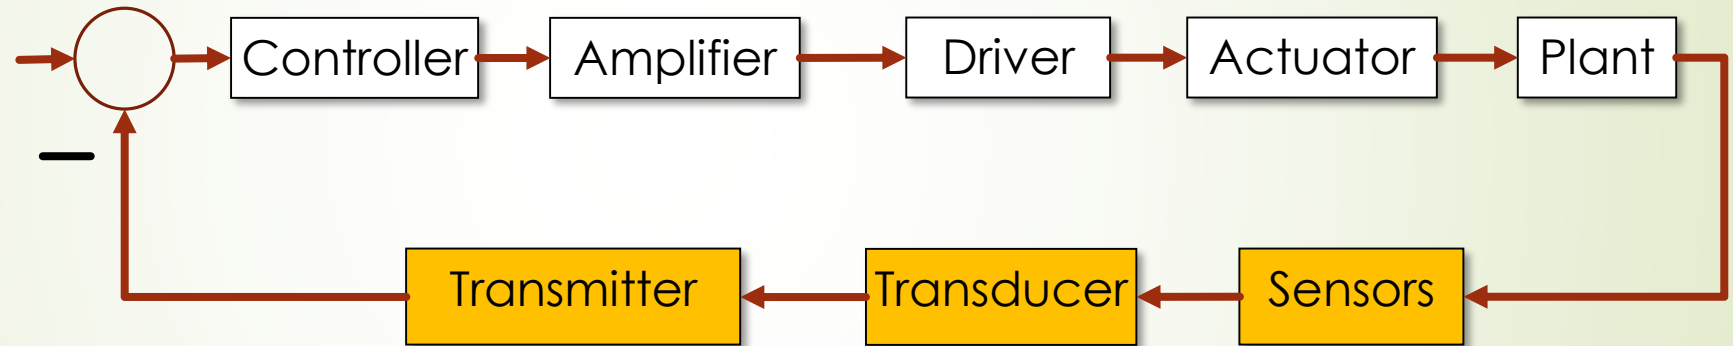 Controller
Amplifier
Driver
Actuator
Plant
Transmitter
Transducer
Sensors